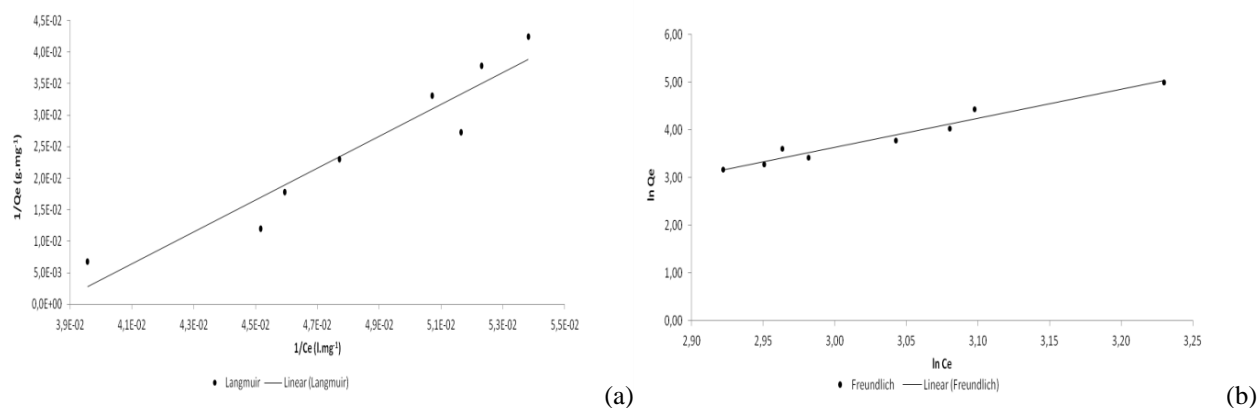 4,5E-02
4,0E-02
3,5E-02
3,0E-02
2,5E-02
2,0E-02
1,5E-02
1,0E-02
5,0E-03
0,0E+00
1/Qe (g.mg⁻¹)
3,9E-02 4,1E-02 4,3E-02 4,5E-02 4,7E-02 4,9E-02 5,1E-02 5,3E-02 5,5E-02
1/Ce (l.mg⁻¹)
Langmuir Linear (Langmuir)
(a)
6,00
5,00
4,00
3,00
2,00
1,00
0,00
ln Qe
2,90 2,95 3,00 3,05 3,10 3,15 3,20 3,25
ln Ce
Freundlich Linear (Freundlich)
(b)